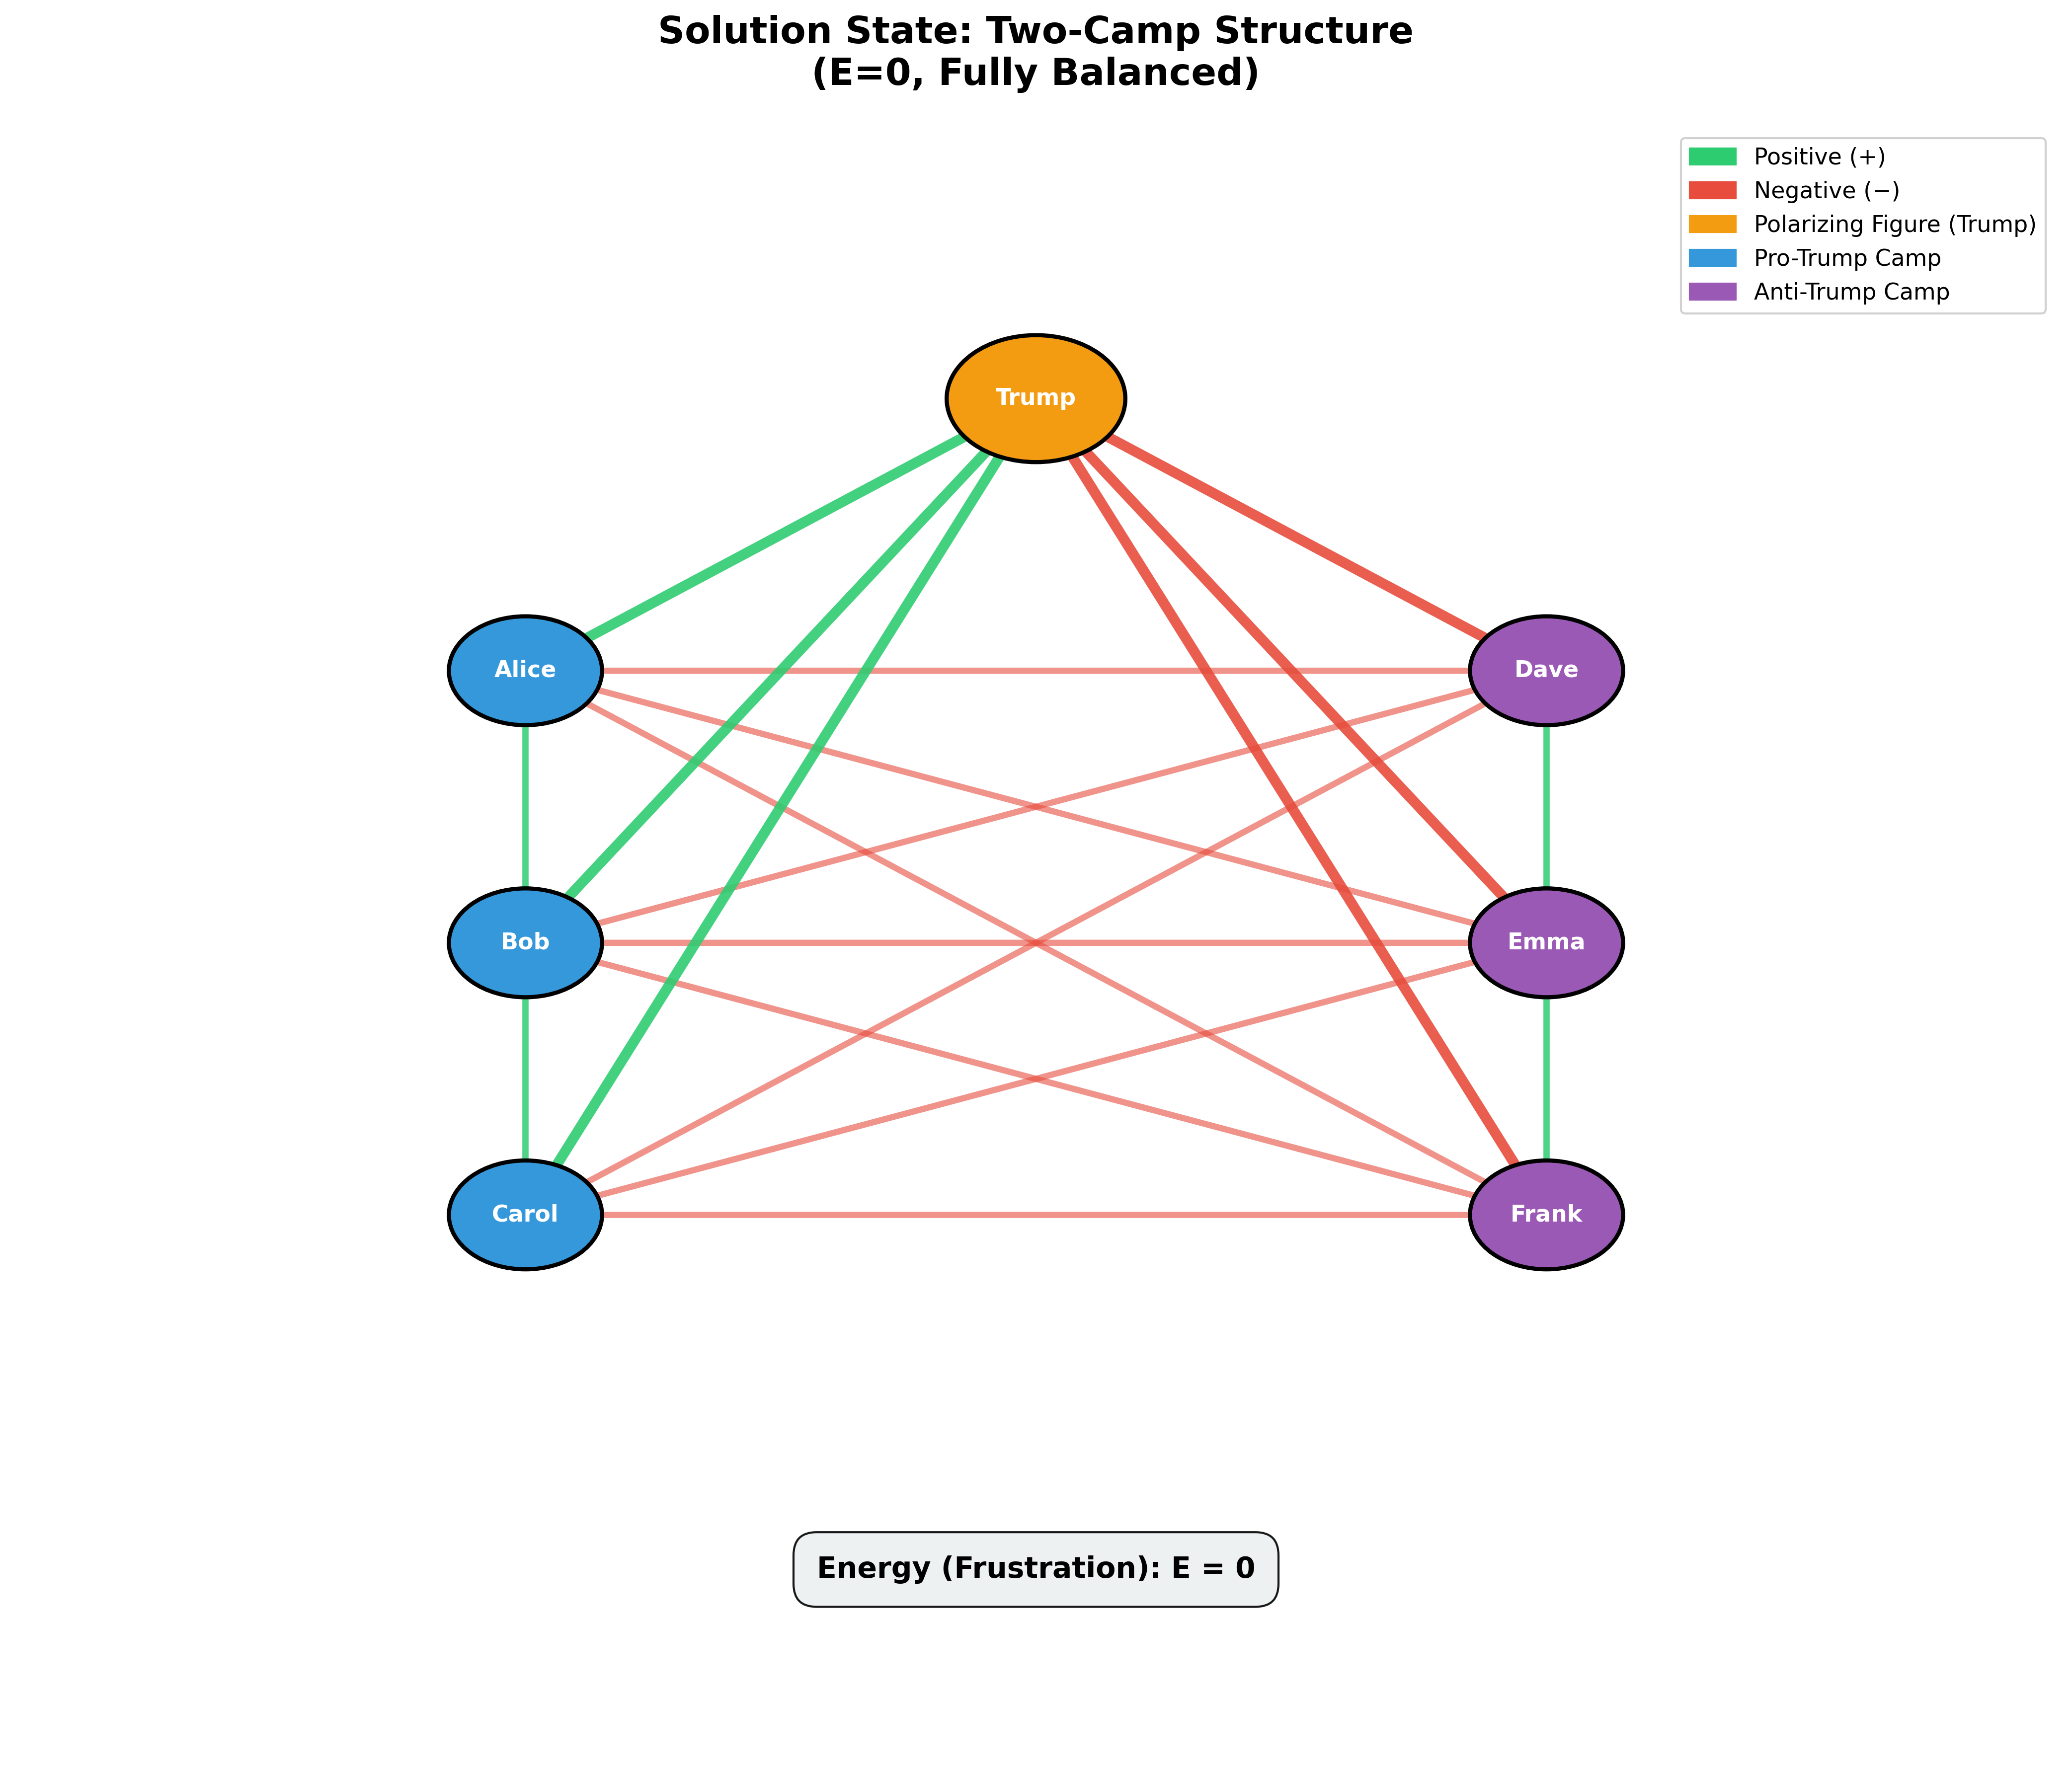 Solution State: Two-Camp Structure
(E=0, Fully Balanced)
Positive (+)
Negative (−)
Polarizing Figure (Trump)
Pro-Trump Camp
Anti-Trump Camp
Trump
Alice
Dave
Bob
Emma
Carol
Frank
Energy (Frustration): E = 0